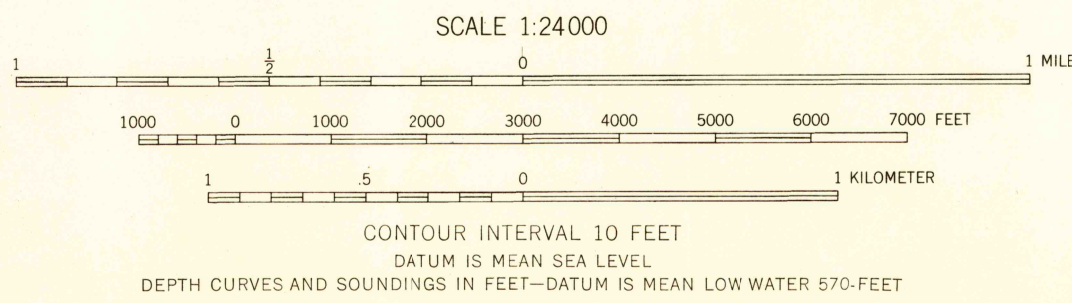 SCALE 1:24000
1 1/2 0 1 MILE
1000 0 1000 2000 3000 4000 5000 6000 7000 FEET
1 .5 0 1 KILOMETER
CONTOUR INTERVAL 10 FEET
DATUM IS MEAN SEA LEVEL
DEPTH CURVES AND SOUNDINGS IN FEET—DATUM IS MEAN LOW WATER 570-FEET